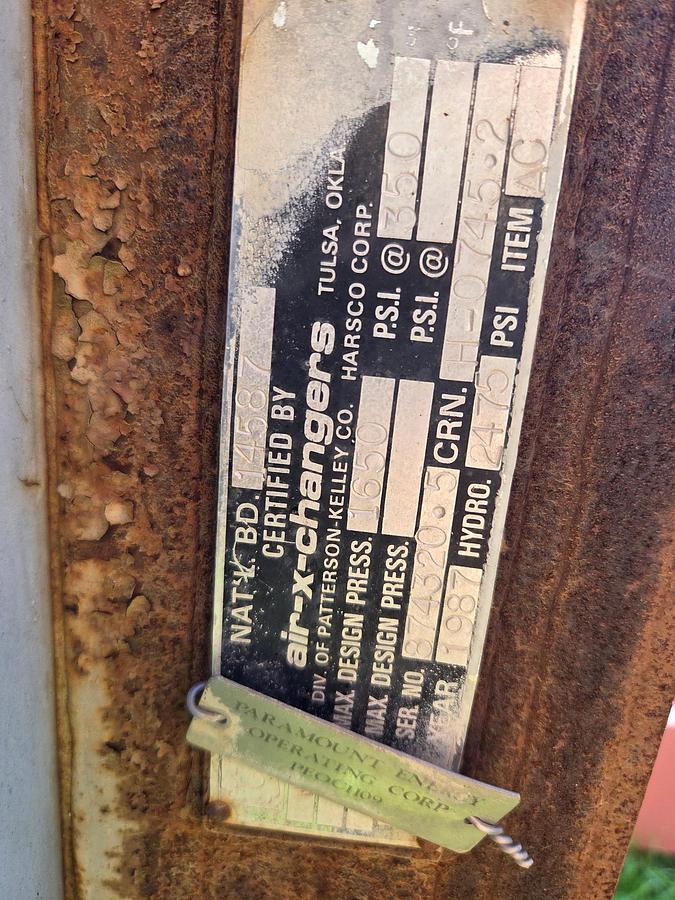 NAT'L. BD. 14587
CERTIFIED BY
air-x-changers
DIV. OF PATTERSON-KELLEY CO. TULSA, OKLA
HARSCO CORP.
MAX. DESIGN PRESS. 1650 P.S.I. @ 350
MAX. DESIGN PRESS. P.S.I. @ °F
SER. NO. 874320.5 CRN. H-0745.2
YEAR 1987 HYDRO. 2475 PSI ITEM AC
PARAMOUNT ENERGY
OPERATING CORP
PEOC1109